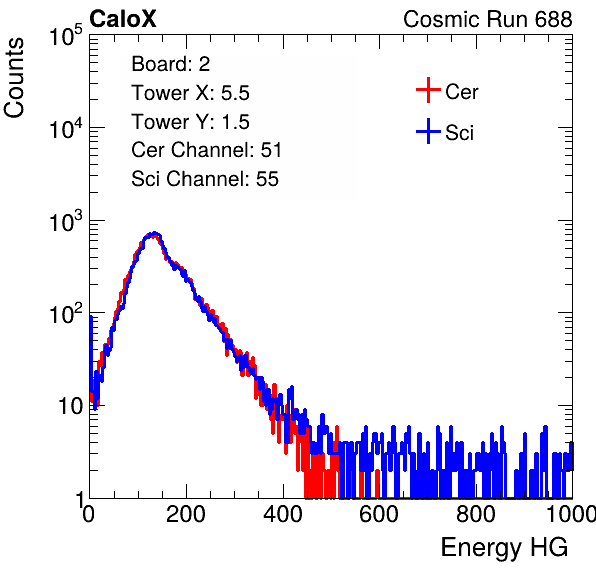 CaloX Cosmic Run 688
10^5
10^4
10^3
10^2
10
1
Counts
Board: 2
Tower X: 5.5
Tower Y: 1.5
Cer Channel: 51
Sci Channel: 55
Cer
Sci
0 200 400 600 800 1000
Energy HG